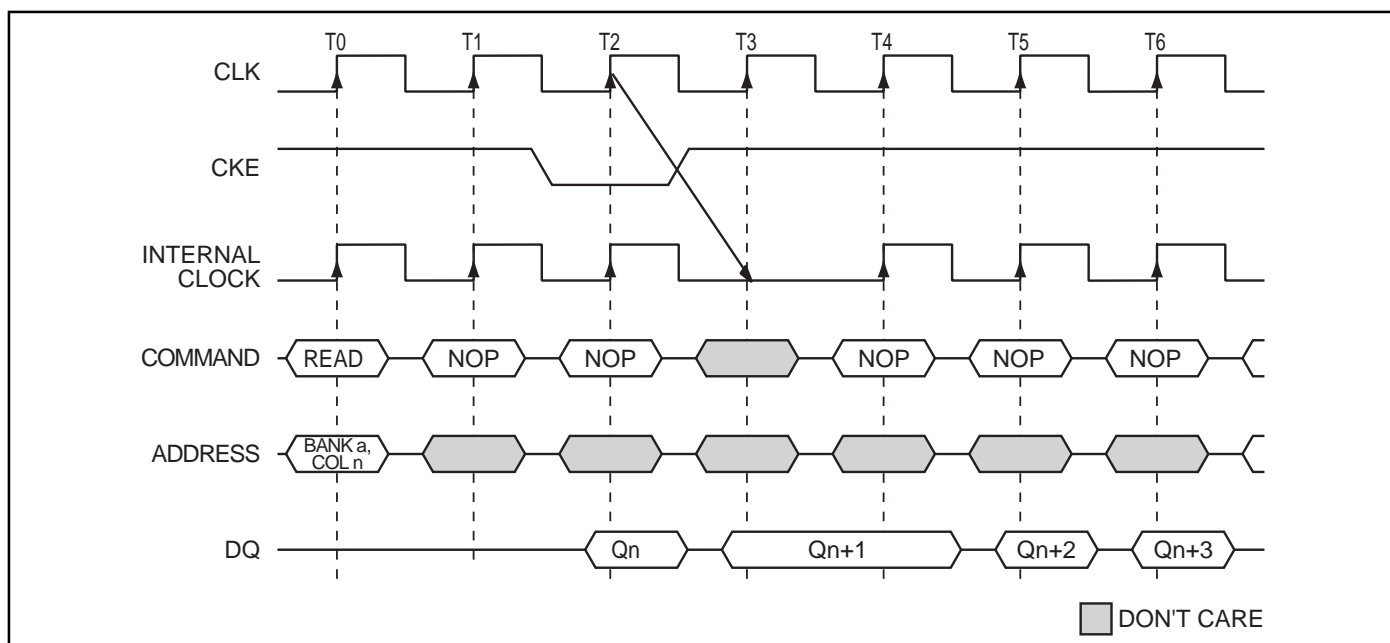 T0 T1 T2 T3 T4 T5 T6
CLK
CKE
INTERNAL
CLOCK
COMMAND READ NOP NOP NOP NOP NOP
ADDRESS BANK a,
COL n
DQ Qn Qn+1 Qn+2 Qn+3
DON'T CARE